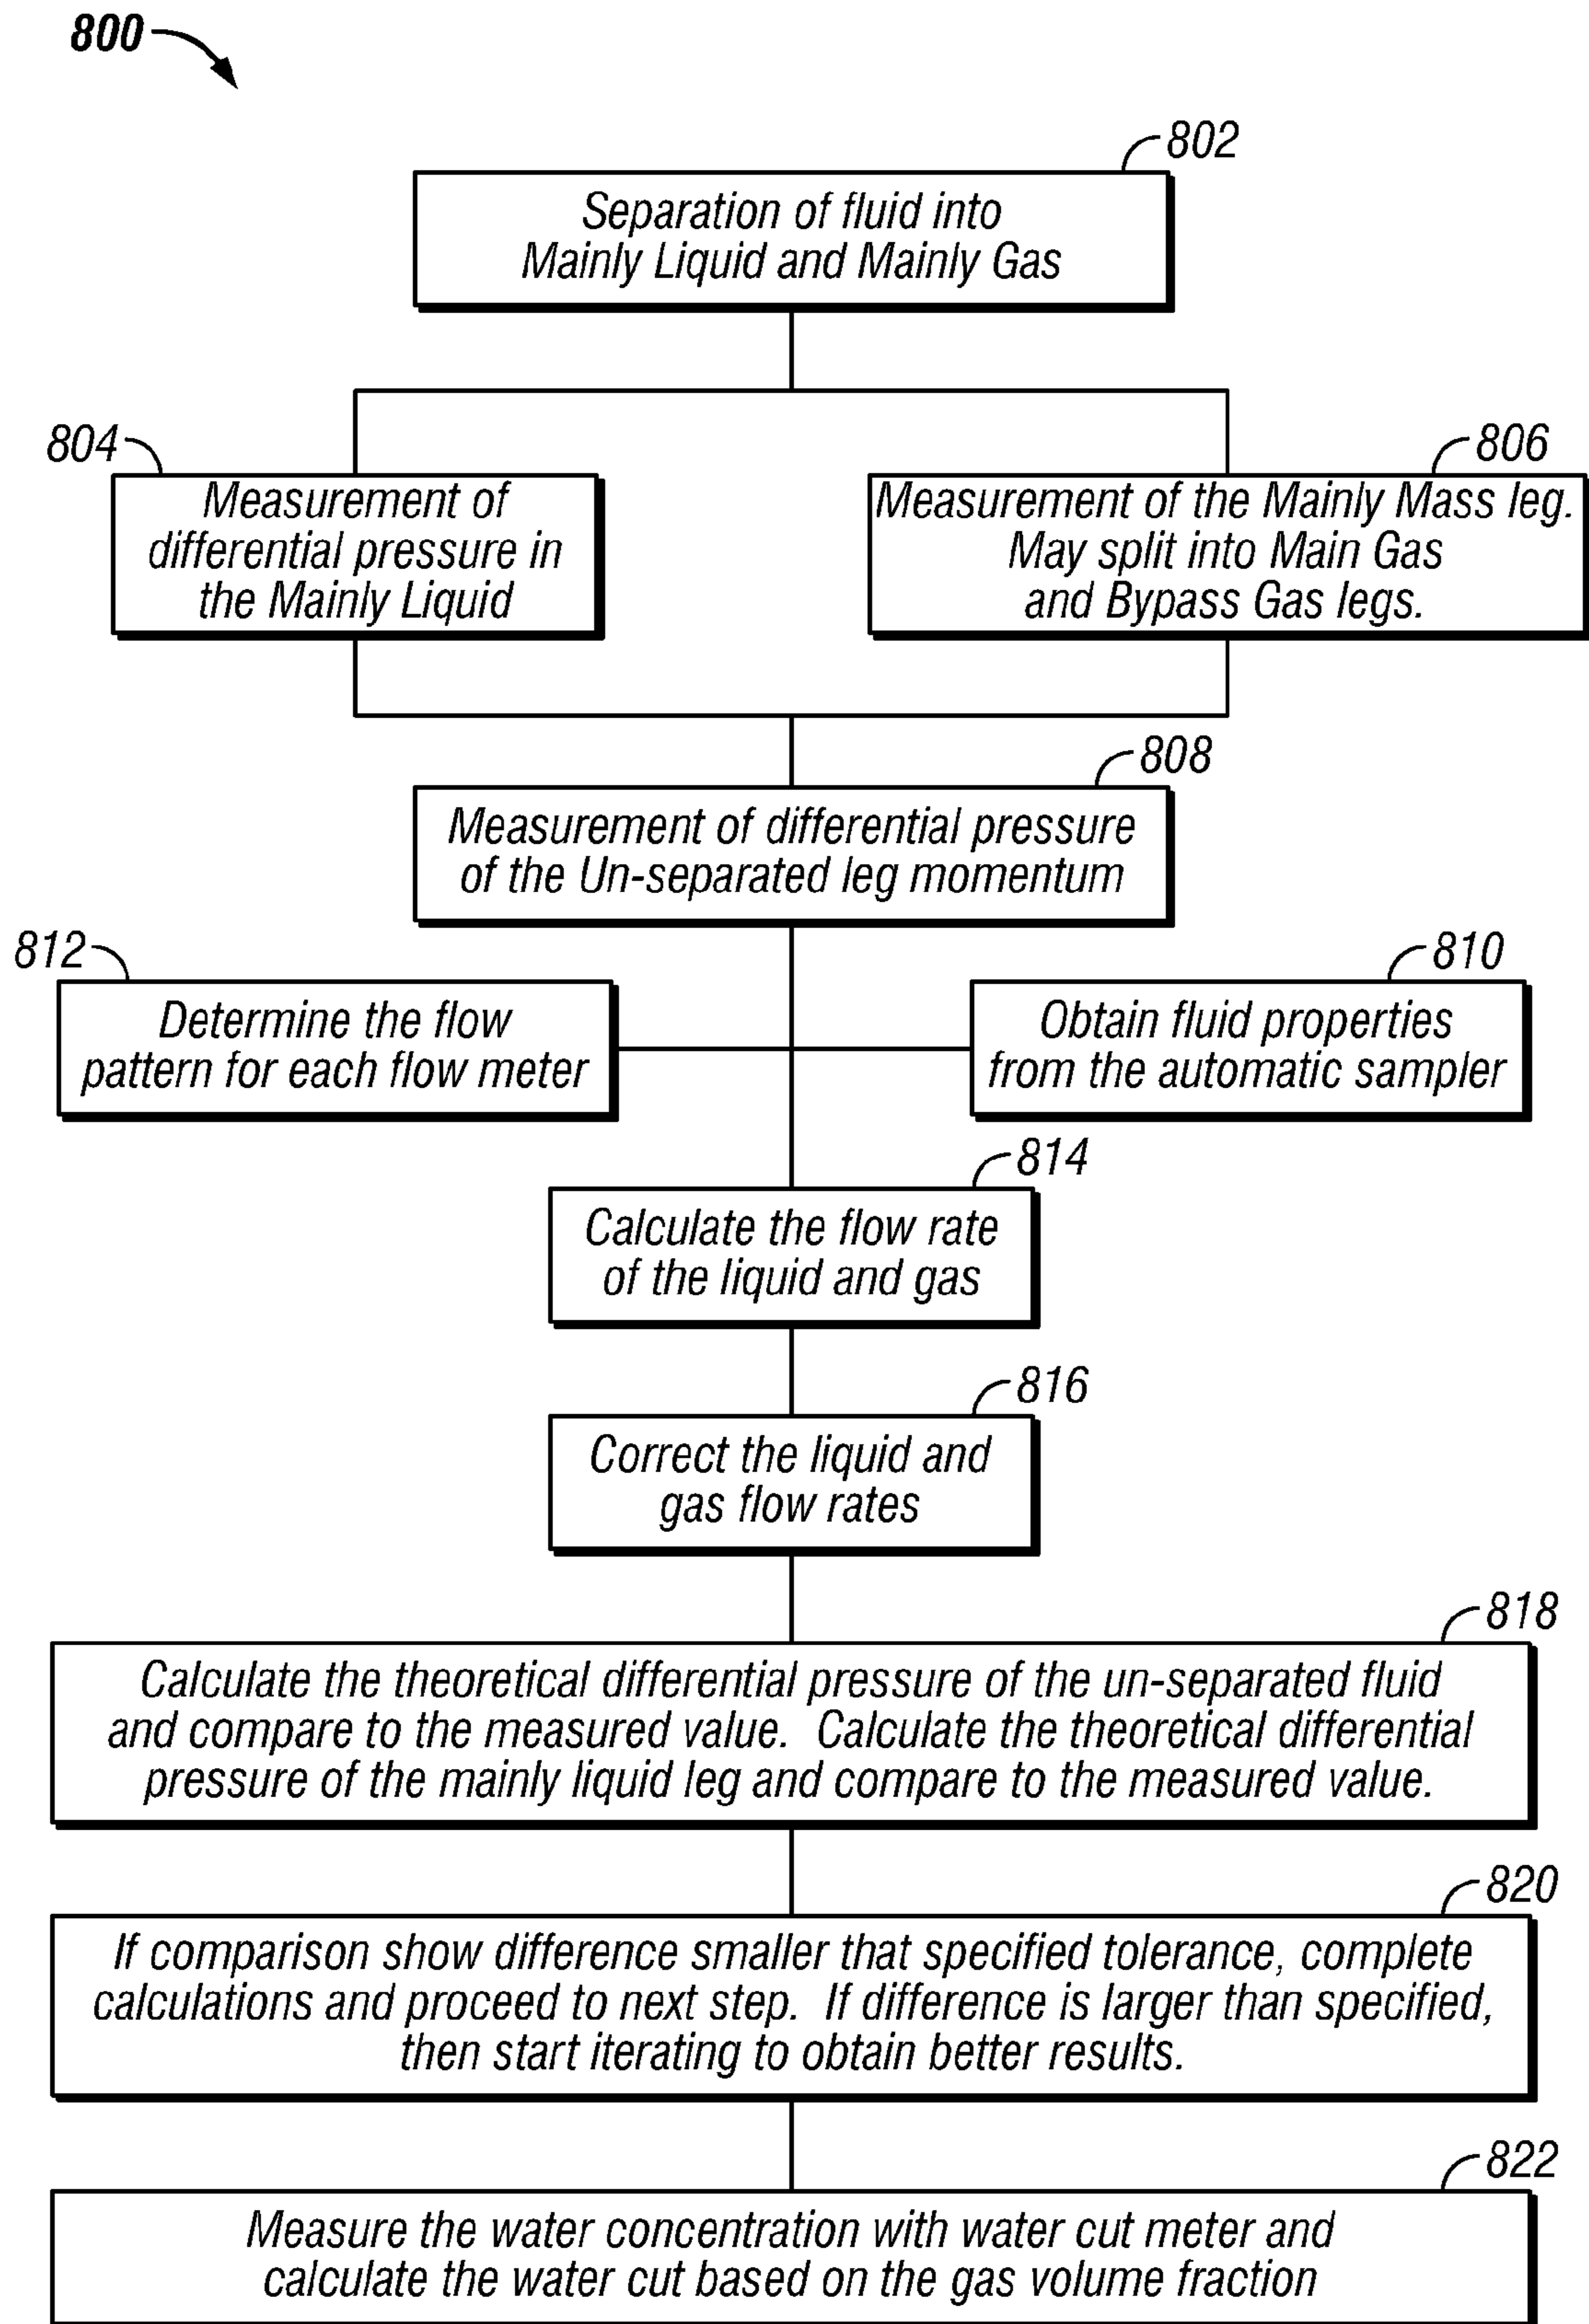 800
802
Separation of fluid into
Mainly Liquid and Mainly Gas
804
Measurement of
differential pressure in
the Mainly Liquid
806
Measurement of the Mainly Mass leg.
May split into Main Gas
and Bypass Gas legs.
808
Measurement of differential pressure
of the Un-separated leg momentum
812
Determine the flow
pattern for each flow meter
810
Obtain fluid properties
from the automatic sampler
814
Calculate the flow rate
of the liquid and gas
816
Correct the liquid and
gas flow rates
818
Calculate the theoretical differential pressure of the un-separated fluid
and compare to the measured value. Calculate the theoretical differential
pressure of the mainly liquid leg and compare to the measured value.
820
If comparison show difference smaller that specified tolerance, complete
calculations and proceed to next step. If difference is larger than specified,
then start iterating to obtain better results.
822
Measure the water concentration with water cut meter and
calculate the water cut based on the gas volume fraction